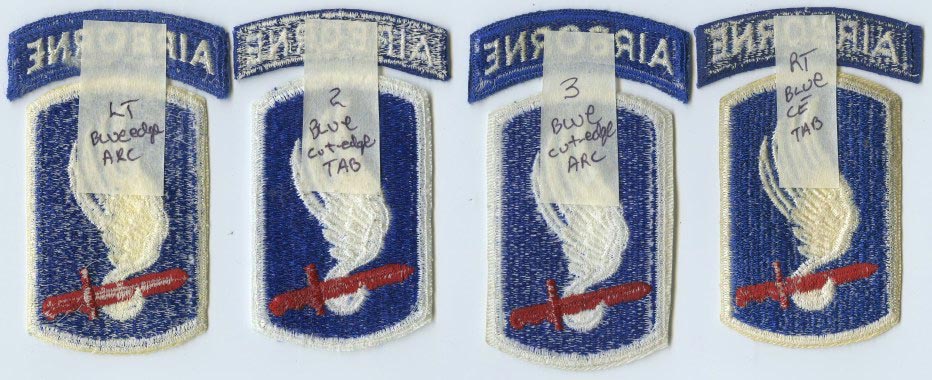 AIRBORNE
LT
Blue edge
ARC
AIRBORNE
2
BLUE
cut-edge
TAB
AIRBORNE
3
BLUE
cut-edge
ARC
AIRBORNE
RT
BLUE
CE
TAB